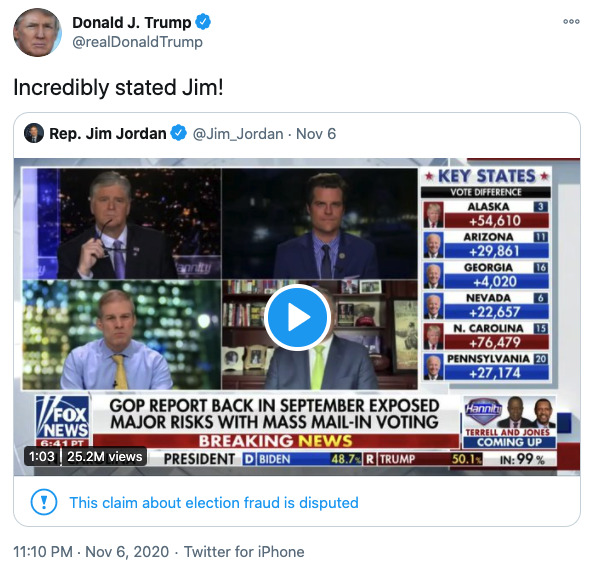 Donald J. Trump
@realDonaldTrump
Incredibly stated Jim!
Rep. Jim Jordan @Jim_Jordan · Nov 6
KEY STATES
VOTE DIFFERENCE
ALASKA 3
+54,610
ARIZONA 11
+29,861
GEORGIA 16
+4,020
NEVADA 6
+22,657
N. CAROLINA 15
+76,479
PENNSYLVANIA 20
+27,174
hannity
FOX
NEWS
6:41 PT
GOP REPORT BACK IN SEPTEMBER EXPOSED
MAJOR RISKS WITH MASS MAIL-IN VOTING
BREAKING NEWS
Hannity
TERRELL AND JONES
COMING UP
1:03 25.2M views
PRESIDENT D BIDEN 48.7% R TRUMP 50.1% IN: 99%
This claim about election fraud is disputed
11:10 PM · Nov 6, 2020 · Twitter for iPhone